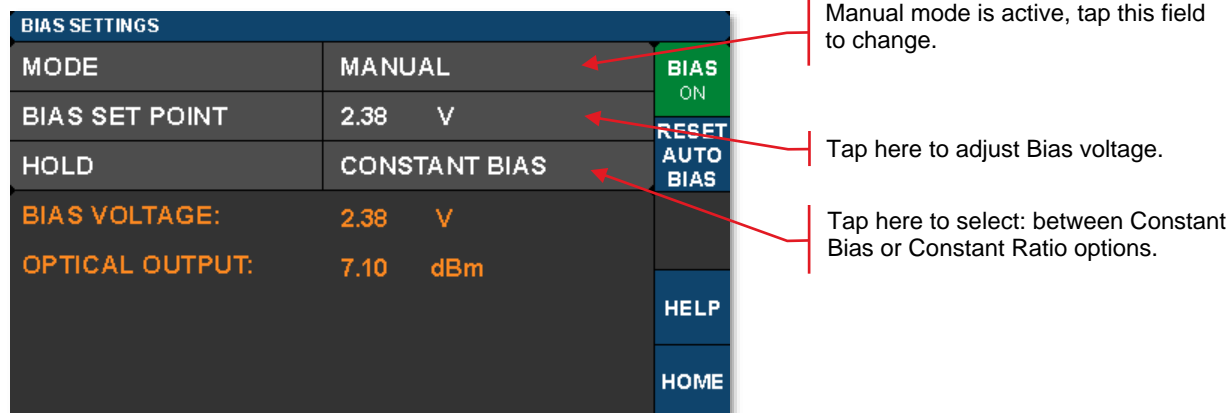 BIAS SETTINGS
MODE MANUAL
BIAS SET POINT 2.38 V
HOLD CONSTANT BIAS
BIAS VOLTAGE: 2.38 V
OPTICAL OUTPUT: 7.10 dBm
BIAS
ON
RESET
AUTO
BIAS
HELP
HOME
Manual mode is active, tap this field
to change.
Tap here to adjust Bias voltage.
Tap here to select: between Constant
Bias or Constant Ratio options.